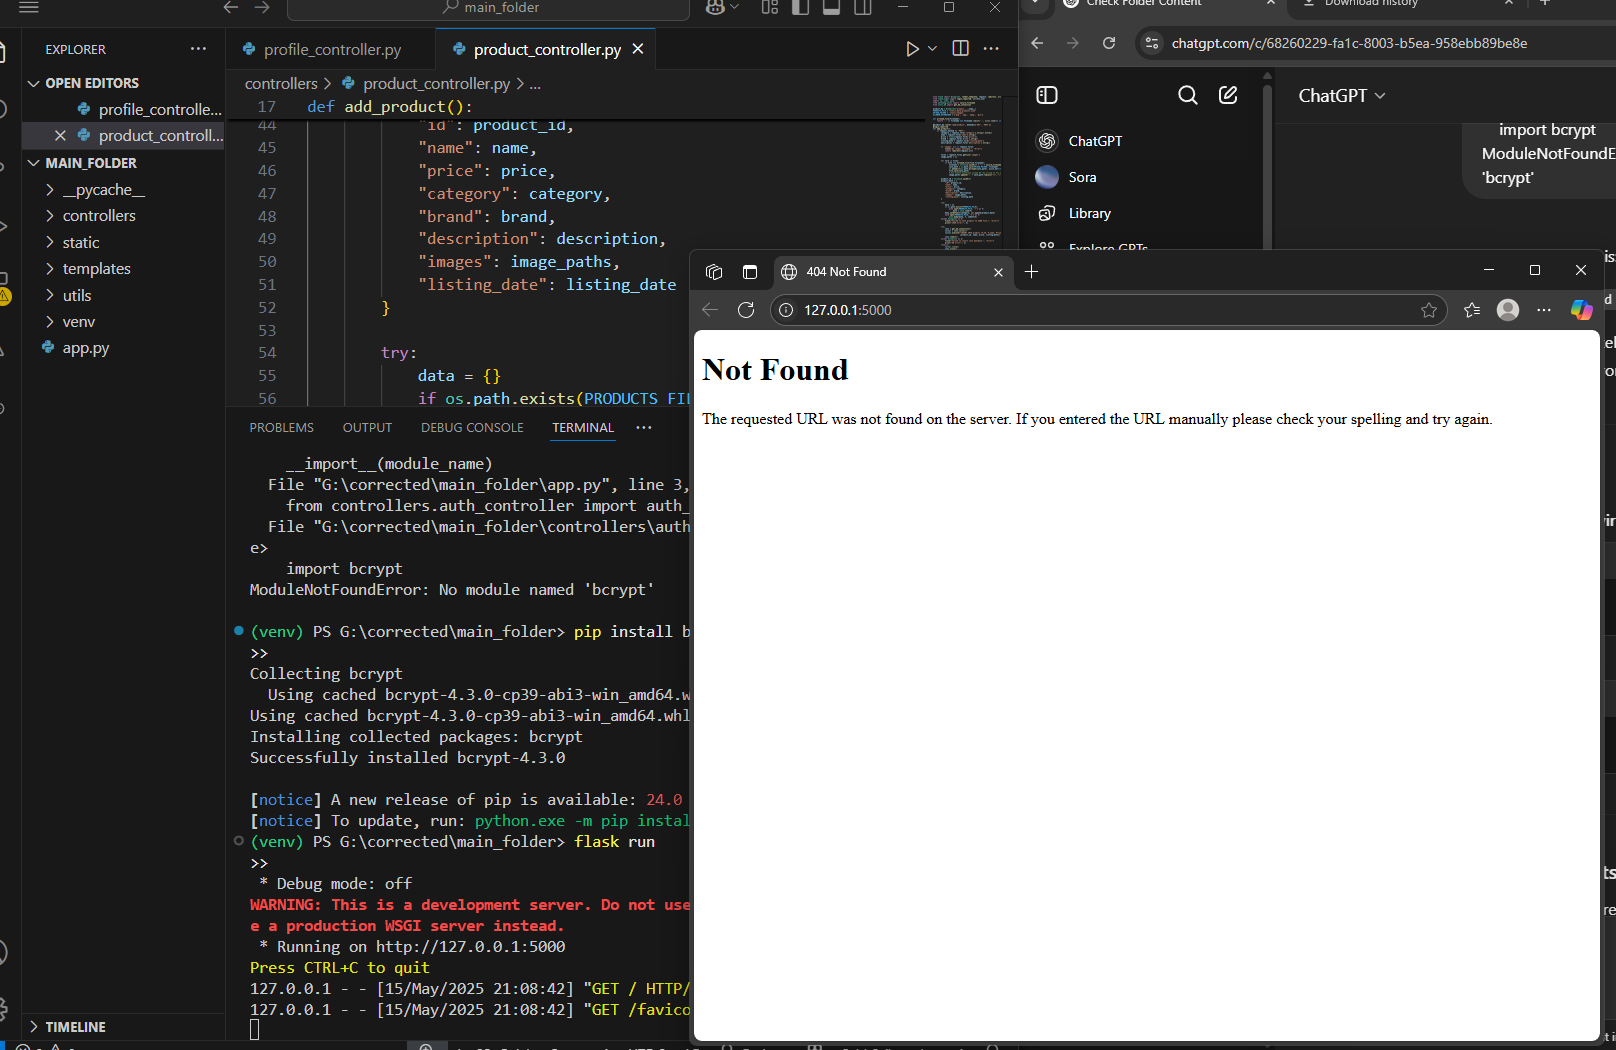 main_folder
EXPLORER
OPEN EDITORS
profile_controlle...
product_controll...
MAIN_FOLDER
__pycache__
controllers
static
templates
utils
venv
app.py
TIMELINE
profile_controller.py
product_controller.py
controllers > product_controller.py > ...
17 def add_product():
44 "id": product_id,
45 "name": name,
46 "price": price,
47 "category": category,
48 "brand": brand,
49 "description": description,
50 "images": image_paths,
51 "listing_date": listing_date
52 }
53
54 try:
55 data = {}
56 if os.path.exists(PRODUCTS_FIL
PROBLEMS OUTPUT DEBUG CONSOLE TERMINAL ...
__import__(module_name)
File "G:\corrected\main_folder\app.py", line 3,
from controllers.auth_controller import auth_
File "G:\corrected\main_folder\controllers\auth
e>
import bcrypt
ModuleNotFoundError: No module named 'bcrypt'
(venv) PS G:\corrected\main_folder> pip install b
>>
Collecting bcrypt
Using cached bcrypt-4.3.0-cp39-abi3-win_amd64.w
Using cached bcrypt-4.3.0-cp39-abi3-win_amd64.whl
Installing collected packages: bcrypt
Successfully installed bcrypt-4.3.0
[notice] A new release of pip is available: 24.0
[notice] To update, run: python.exe -m pip instal
(venv) PS G:\corrected\main_folder> flask run
>>
* Debug mode: off
WARNING: This is a development server. Do not use
e a production WSGI server instead.
* Running on http://127.0.0.1:5000
Press CTRL+C to quit
127.0.0.1 - - [15/May/2025 21:08:42] "GET / HTTP/
127.0.0.1 - - [15/May/2025 21:08:42] "GET /favico
Check Folder Content
Download history
chatgpt.com/c/68260229-fa1c-8003-b5ea-958ebb89be8e
ChatGPT
Sora
Library
Explore GPTs
ChatGPT
import bcrypt
ModuleNotFoundE
'bcrypt'
404 Not Found
127.0.0.1:5000
Not Found
The requested URL was not found on the server. If you entered the URL manually please check your spelling and try again.